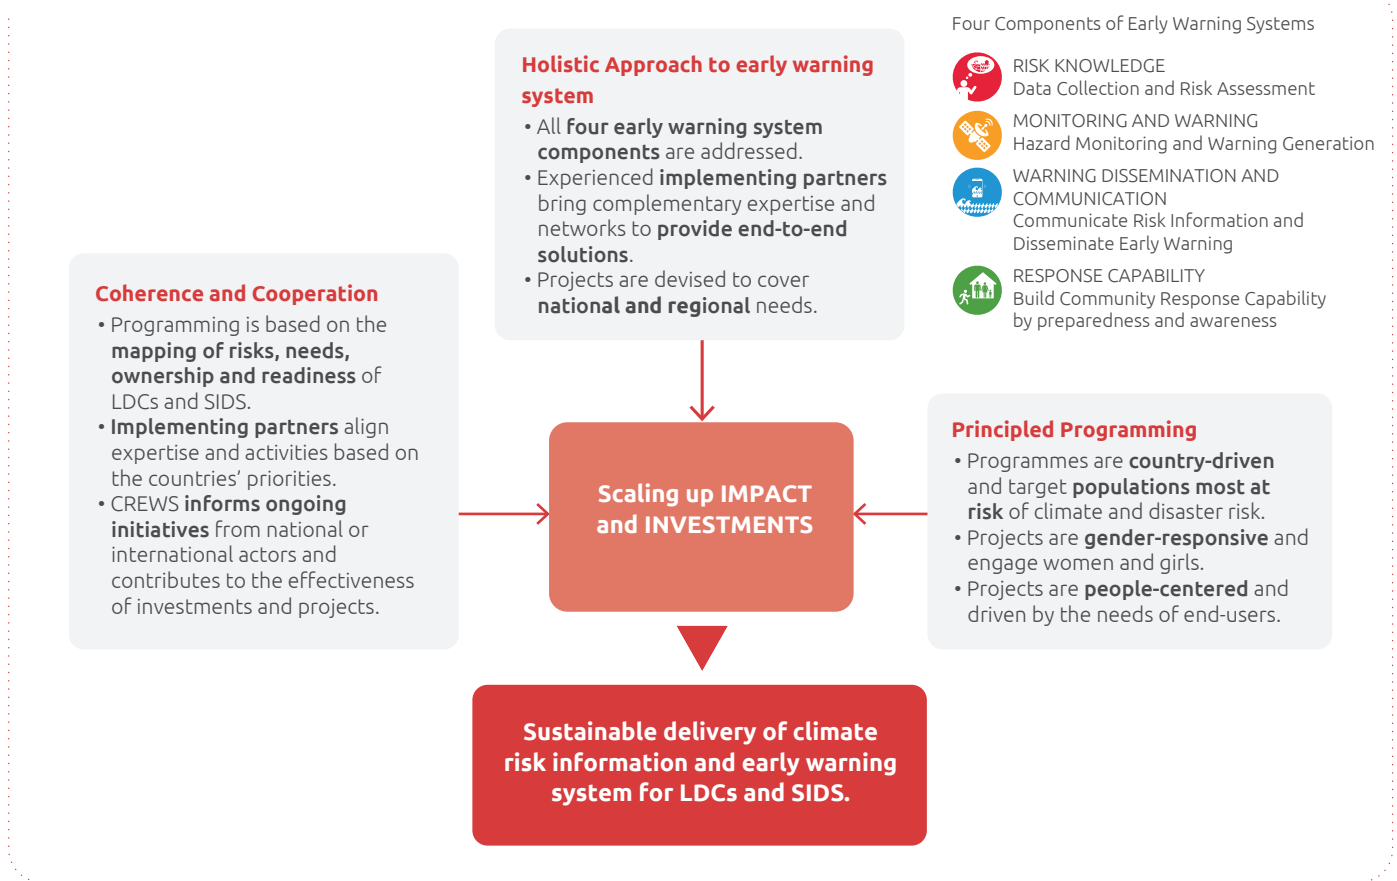 Four Components of Early Warning Systems
RISK KNOWLEDGE
Data Collection and Risk Assessment
MONITORING AND WARNING
Hazard Monitoring and Warning Generation
WARNING DISSEMINATION AND
COMMUNICATION
Communicate Risk Information and
Disseminate Early Warning
RESPONSE CAPABILITY
Build Community Response Capability
by preparedness and awareness
Holistic Approach to early warning
system
• All four early warning system
components are addressed.
• Experienced implementing partners
bring complementary expertise and
networks to provide end-to-end
solutions.
• Projects are devised to cover
national and regional needs.
Coherence and Cooperation
• Programming is based on the
mapping of risks, needs,
ownership and readiness of
LDCs and SIDS.
• Implementing partners align
expertise and activities based on
the countries’ priorities.
• CREWS informs ongoing
initiatives from national or
international actors and
contributes to the effectiveness
of investments and projects.
Scaling up IMPACT
and INVESTMENTS
Principled Programming
• Programmes are country-driven
and target populations most at
risk of climate and disaster risk.
• Projects are gender-responsive and
engage women and girls.
• Projects are people-centered and
driven by the needs of end-users.
Sustainable delivery of climate
risk information and early warning
system for LDCs and SIDS.